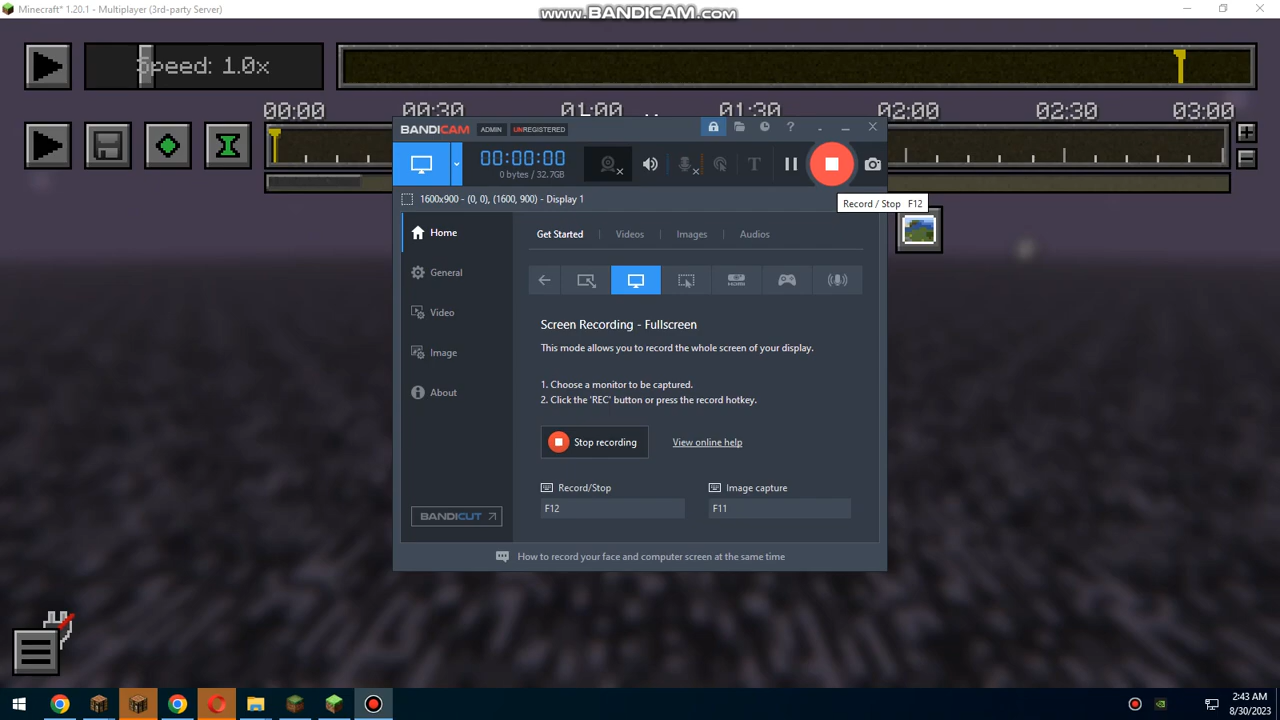 Minecraft* 1.20.1 - Multiplayer (3rd-party Server)
www.BANDICAM.com
Speed: 1.0x
00:00 00:30 01:00 01:30 02:00 02:30 03:00
BANDICAM ADMIN UNREGISTERED
00:00:00
0 bytes / 32.7GB
1600x900 - (0, 0), (1600, 900) - Display 1
Record / Stop F12
Home
General
Video
Image
About
BANDICUT
Get Started Videos Images Audios
HDMI
Screen Recording - Fullscreen
This mode allows you to record the whole screen of your display.
1. Choose a monitor to be captured.
2. Click the 'REC' button or press the record hotkey.
Stop recording View online help
Record/Stop Image capture
F12 F11
How to record your face and computer screen at the same time
2:43 AM
8/30/2023